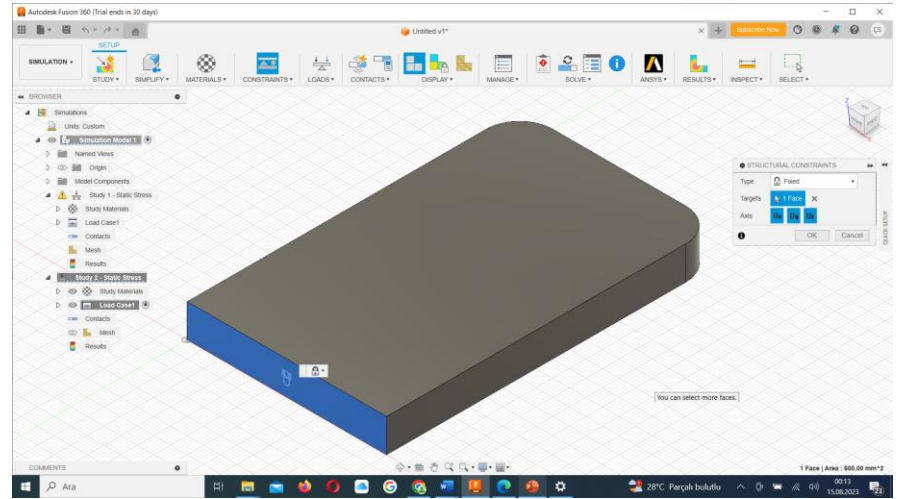 Autodesk Fusion 360 (Trial ends in 30 days)
Untitled v1*
Subscribe Now
CS
SETUP
SIMULATION
STUDY
SIMPLIFY
MATERIALS
CONSTRAINTS
LOADS
CONTACTS
DISPLAY
MANAGE
SOLVE
ANSYS
RESULTS
INSPECT
SELECT
BROWSER
Simulations
Units: Custom
Simulation Model 1
Named Views
Origin
Model Components
Study 1 - Static Stress
Study Materials
Load Case1
Contacts
Mesh
Results
Study 2 - Static Stress
Study Materials
Load Case1
Contacts
Mesh
Results
Z
TOP
STRUCTURAL CONSTRAINTS
Type
Fixed
Targets
1 Face
Axis
Ux
Uy
Uz
OK
Cancel
QUICK SETUP
You can select more faces.
COMMENTS
1 Face | Area : 600.00 mm^2
Ara
28°C Parçalı bulutlu
00:13
15.08.2023